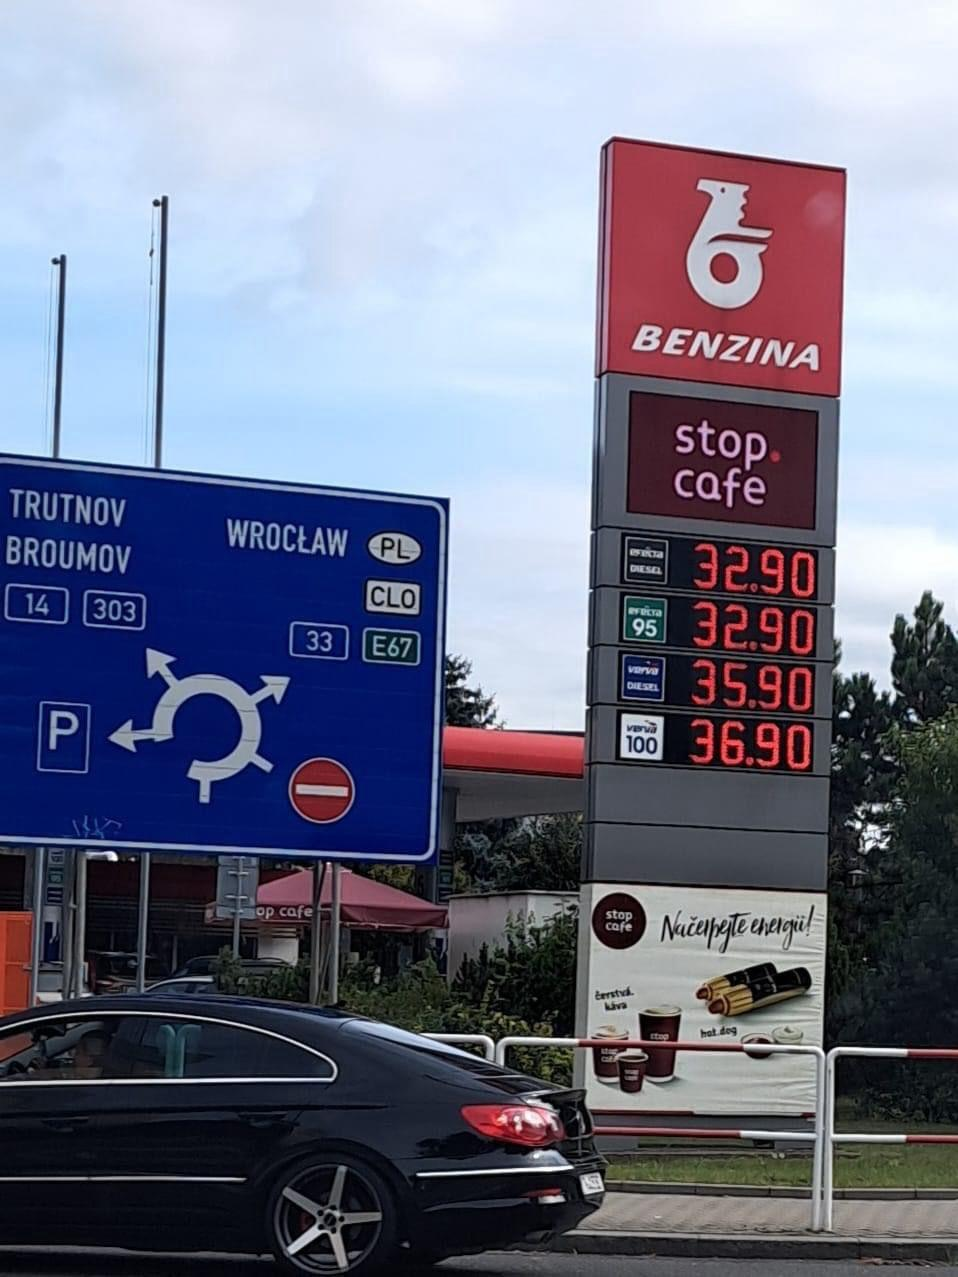 BENZINA
stop.
cafe
EFECTA
DIESEL
32.90
EFECTA
95
32.90
verva
DIESEL
35.90
verva
100
36.90
stop
cafe
Načerpejte energii!
čerstvá.
káva
hot.dog
stop
TRUTNOV
BROUMOV
14
303
WROCŁAW
PL
CLO
33
E67
P
op cafe